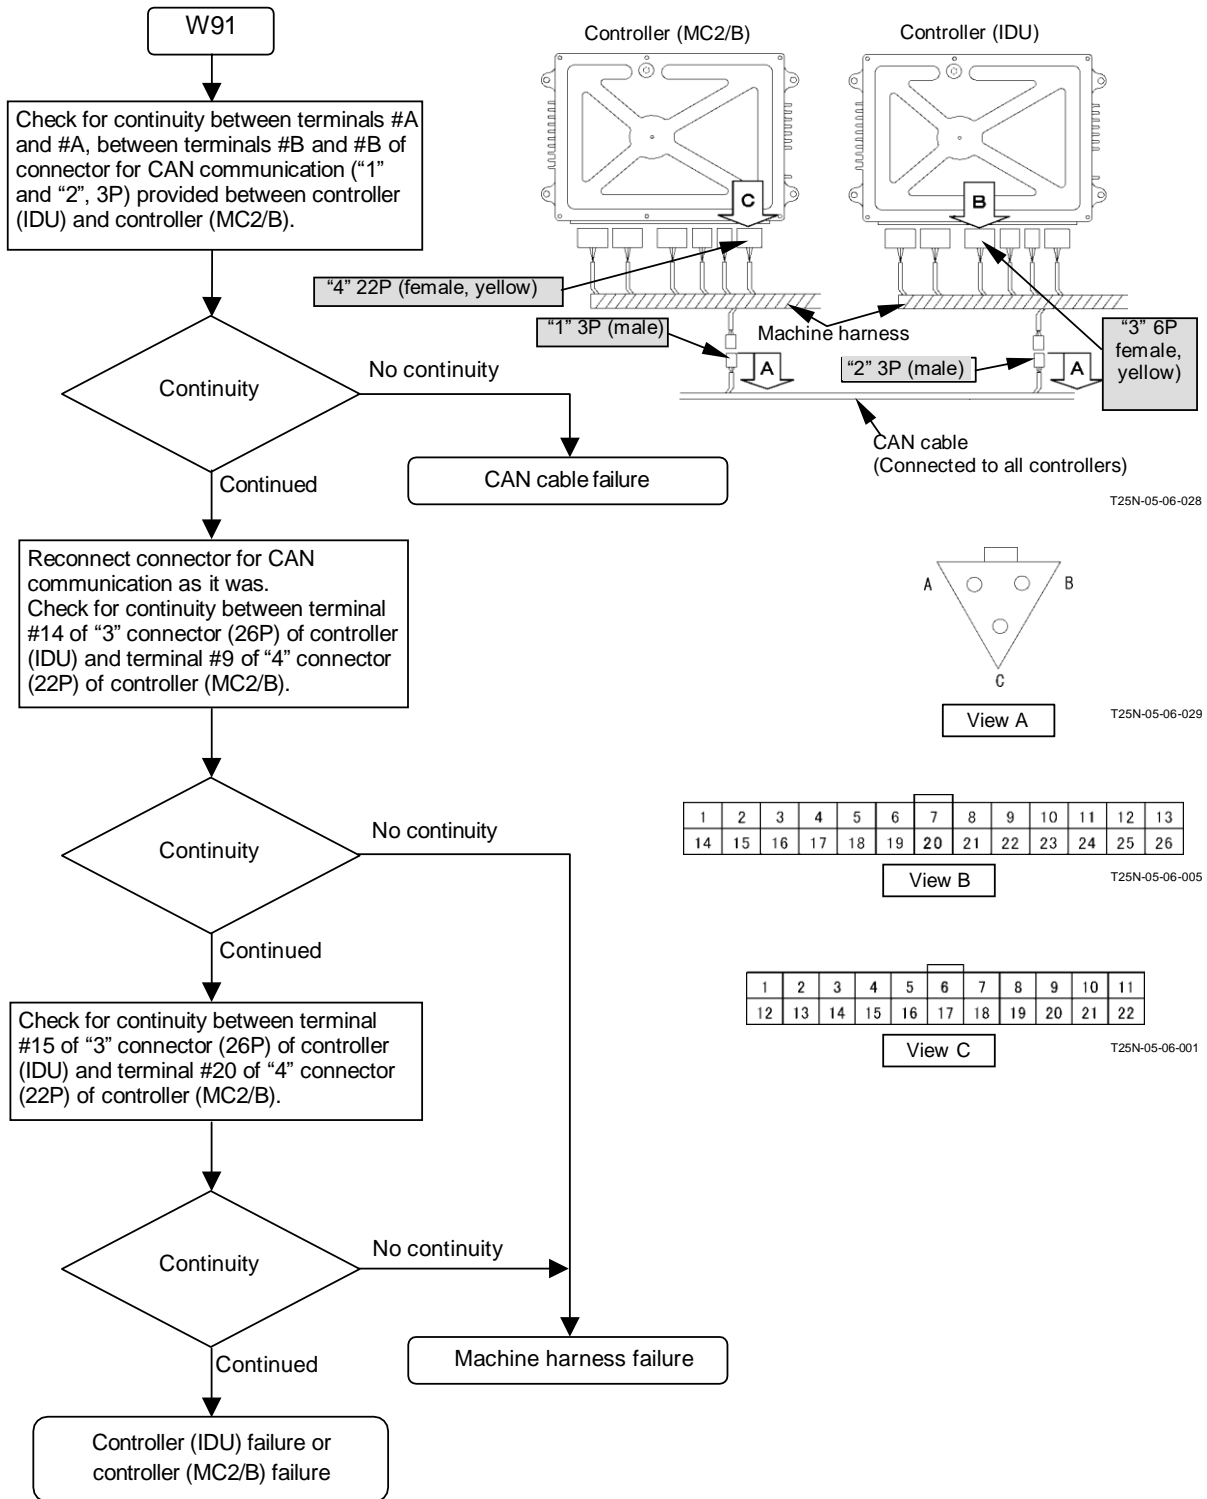 W91
Check for continuity between terminals #A
and #A, between terminals #B and #B of
connector for CAN communication (“1”
and “2”, 3P) provided between controller
(IDU) and controller (MC2/B).
Continuity
No continuity
CAN cable failure
Continued
Reconnect connector for CAN
communication as it was.
Check for continuity between terminal
#14 of “3” connector (26P) of controller
(IDU) and terminal #9 of “4” connector
(22P) of controller (MC2/B).
Continuity
No continuity
Continued
Check for continuity between terminal
#15 of “3” connector (26P) of controller
(IDU) and terminal #20 of “4” connector
(22P) of controller (MC2/B).
Continuity
No continuity
Machine harness failure
Continued
Controller (IDU) failure or
controller (MC2/B) failure
Controller (MC2/B)
Controller (IDU)
C
B
“4” 22P (female, yellow)
“1” 3P (male)
Machine harness
“3” 6P
female,
yellow)
A
“2” 3P (male)
A
CAN cable
(Connected to all controllers)
T25N-05-06-028
A
B
C
View A
T25N-05-06-029
1 2 3 4 5 6 7 8 9 10 11 12 13
14 15 16 17 18 19 20 21 22 23 24 25 26
View B
T25N-05-06-005
1 2 3 4 5 6 7 8 9 10 11
12 13 14 15 16 17 18 19 20 21 22
View C
T25N-05-06-001